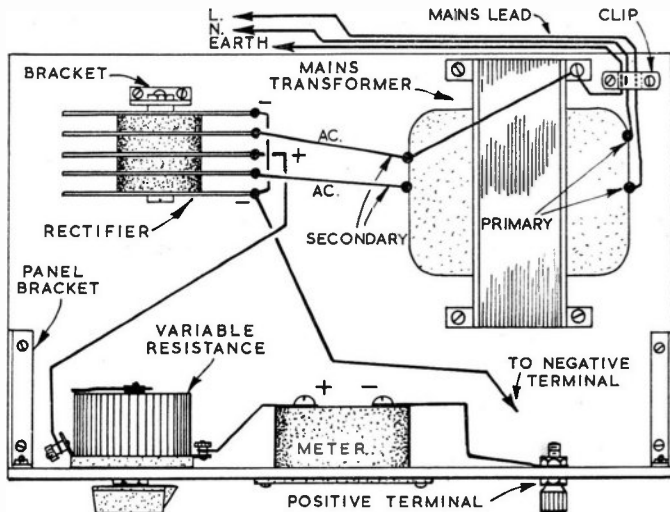 L.
N.
EARTH
MAINS LEAD
CLIP
BRACKET
MAINS
TRANSFORMER
-
+
-
AC.
AC.
RECTIFIER
SECONDARY
PRIMARY
PANEL
BRACKET
VARIABLE
RESISTANCE
TO NEGATIVE
TERMINAL
+ -
METER.
POSITIVE TERMINAL